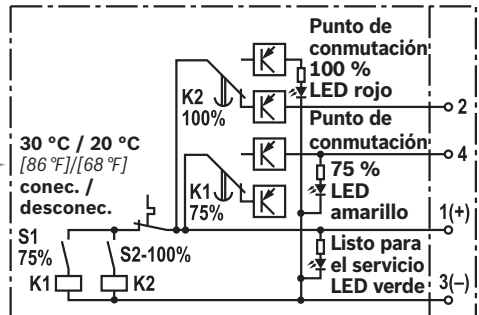 Punto de
conmutación
100 %
LED rojo
K2
100%
2
Punto de
conmutación
4
75 %
LED
amarillo
K1
75%
30 °C / 20 °C
[86 °F]/[68 °F]
conec. /
desconec.
1(+)
S1
75%
S2-100%
Listo para
el servicio
LED verde
K1
K2
3(–)